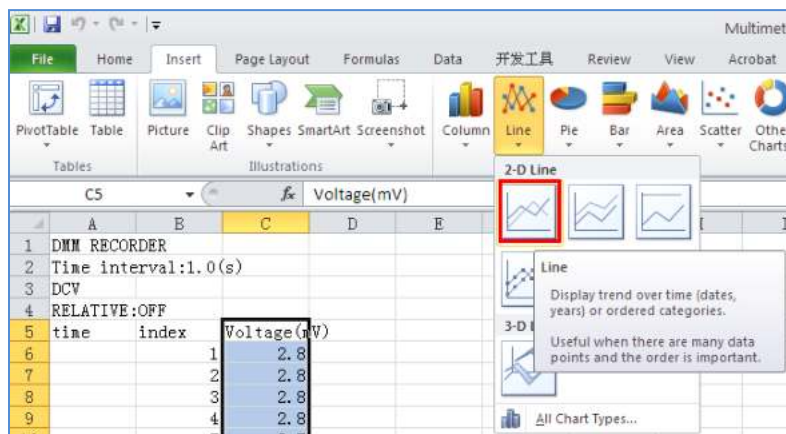 Multimet
File Home Insert Page Layout Formulas Data 开发工具 Review View Acrobat
PivotTable Table Picture Clip Art Shapes SmartArt Screenshot Column Line Pie Bar Area Scatter Othe Charts
Tables Illustrations
2-D Line
C5 fx Voltage(mV)
A B C D E
1 DMM RECORDER
2 Time interval:1.0(s)
3 DCV
4 RELATIVE:OFF
5 time index Voltage(mV)
6 1 2.8
7 2 2.8
8 3 2.8
9 4 2.8
Line
Display trend over time (dates,
years) or ordered categories.
Useful when there are many data
points and the order is important.
3-D
All Chart Types...